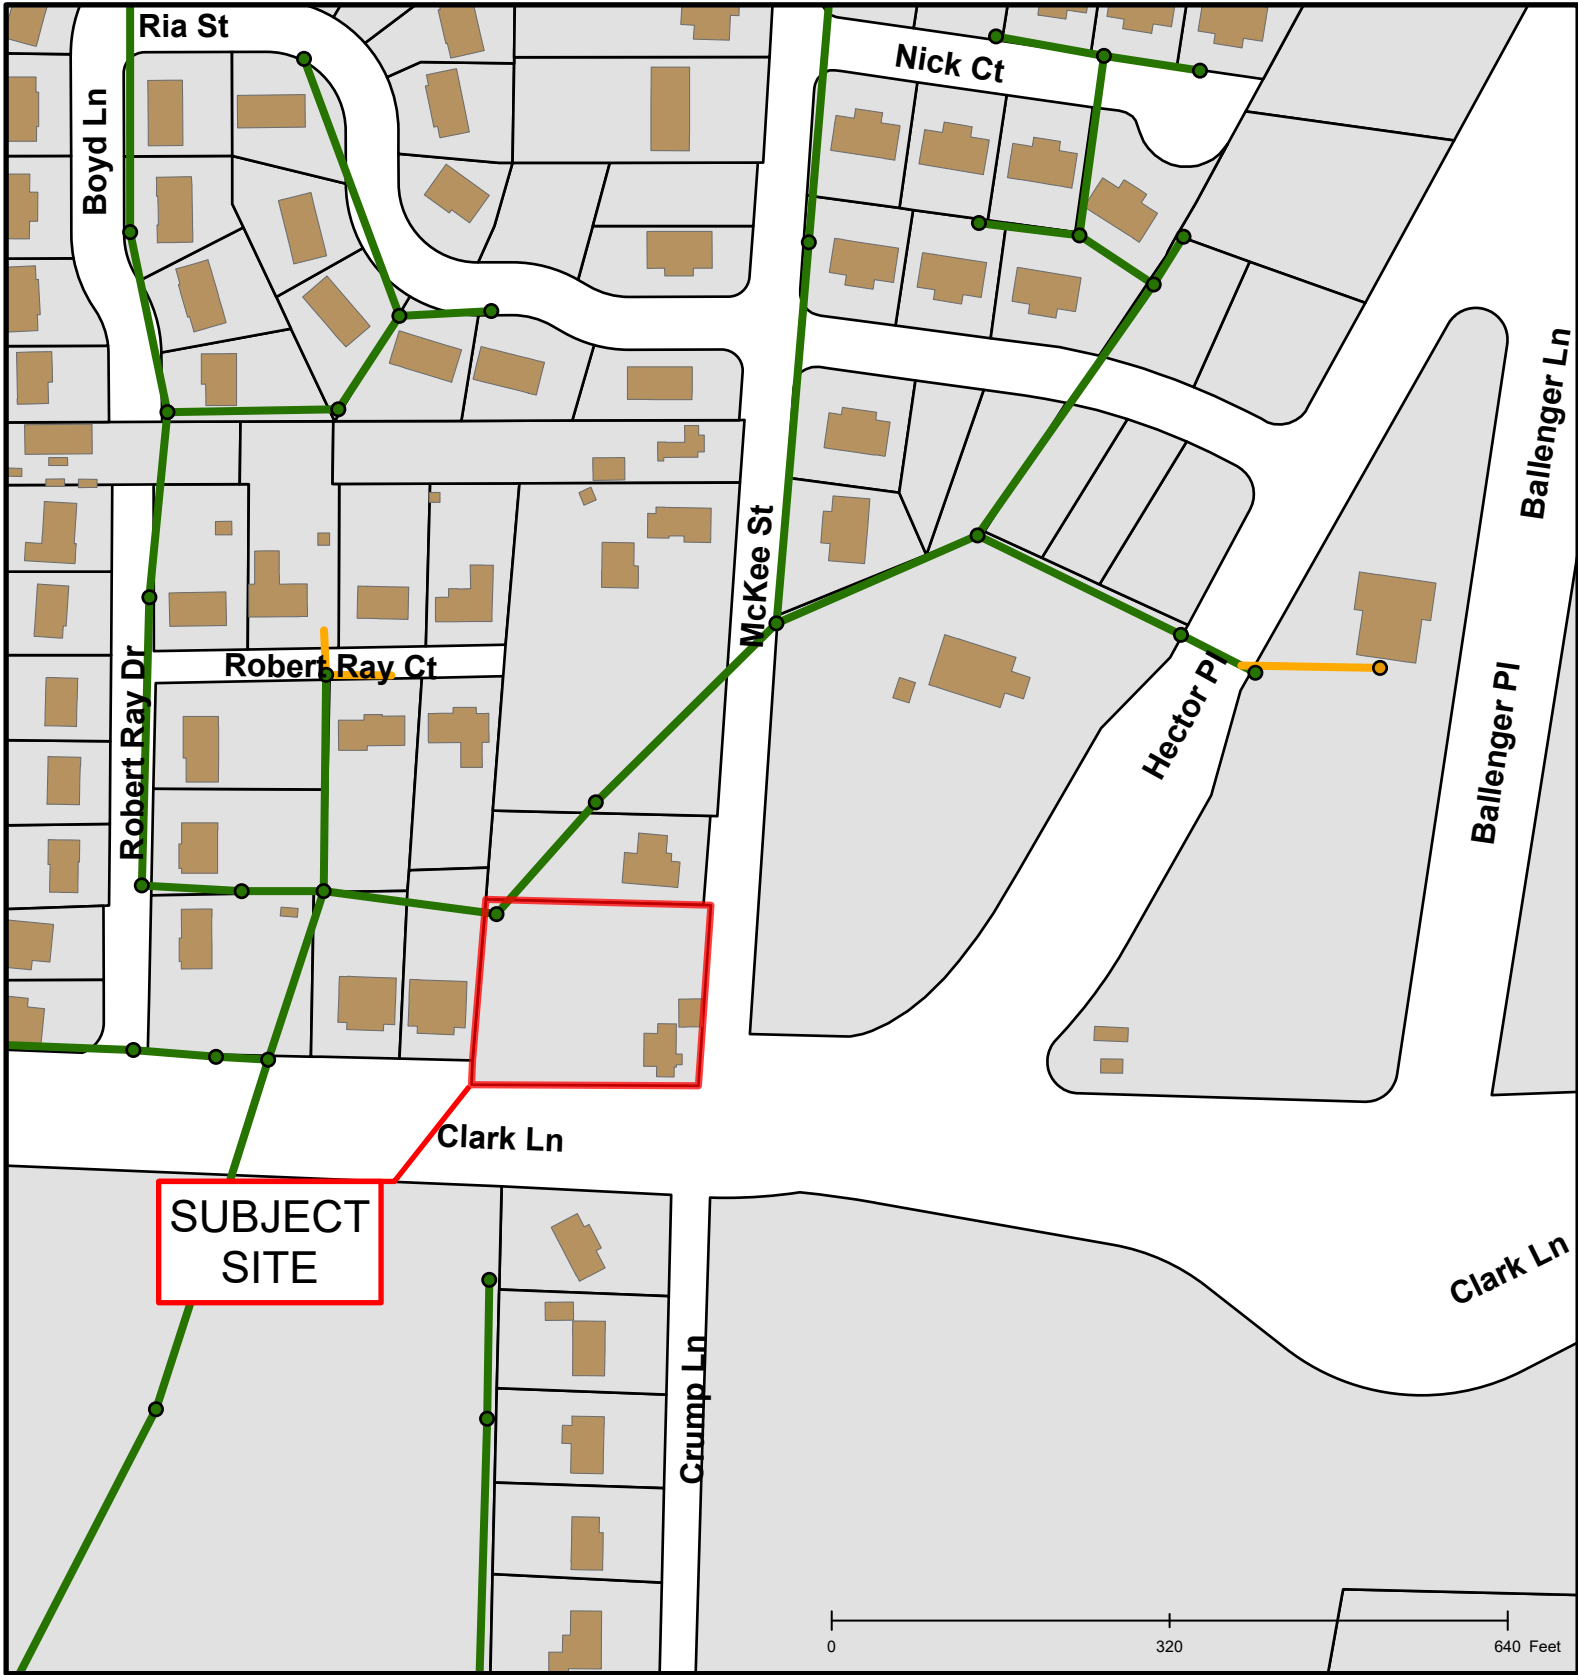 Ria St
Boyd Ln
Nick Ct
McKee St
Ballenger Ln
Robert Ray Ct
Robert Ray Dr
Hector Pl
Ballenger Pl
Clark Ln
SUBJECT
SITE
Clark Ln
Crump Ln
0 320 640 Feet